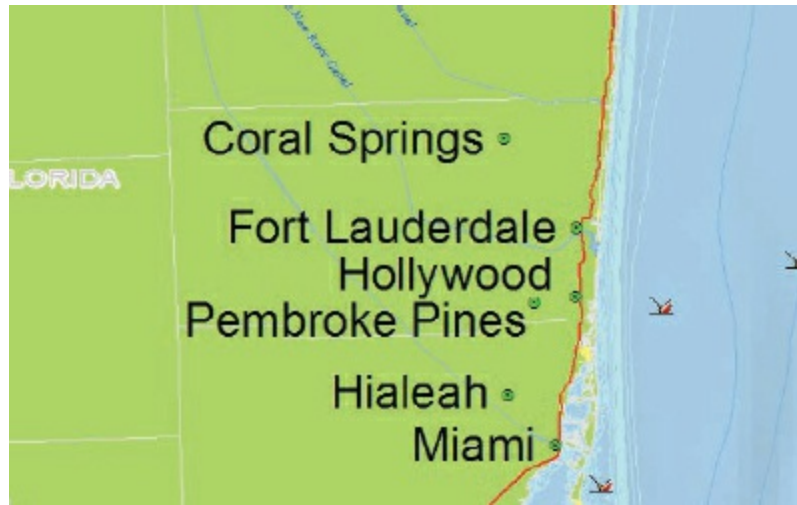 Coral Springs
LORIDA
Fort Lauderdale
Hollywood
Pembroke Pines
Hialeah
Miami